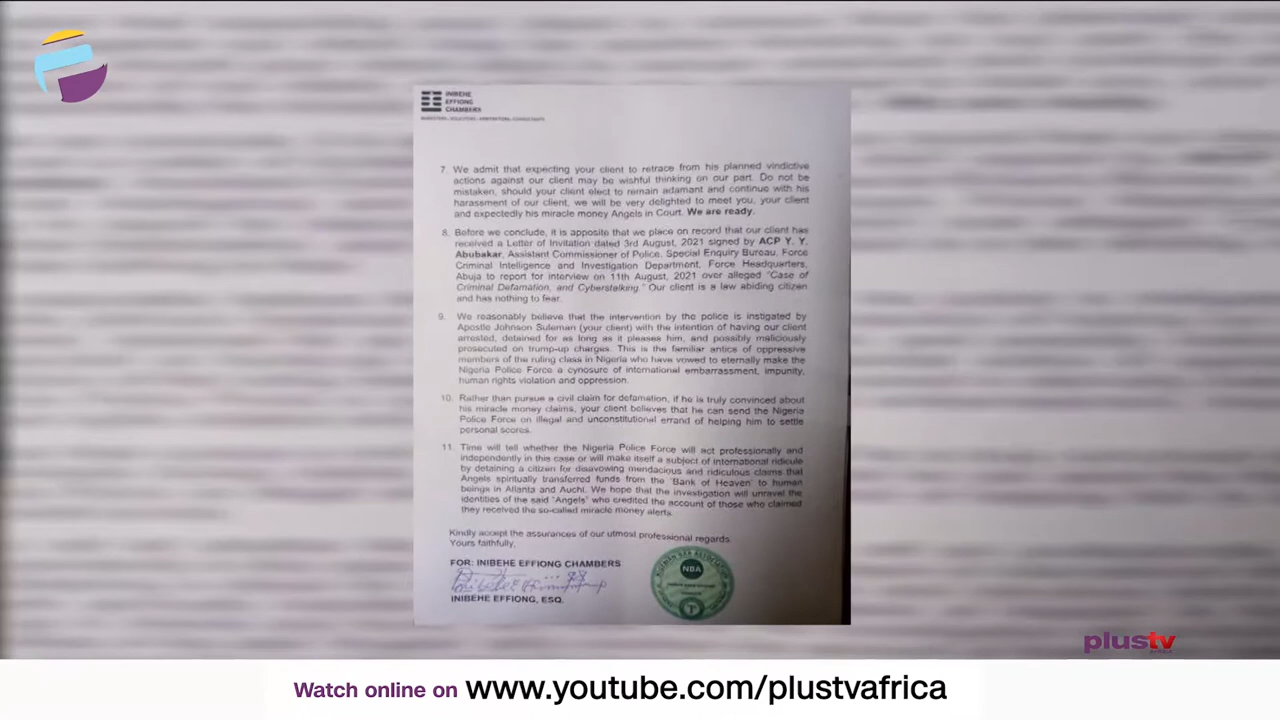 INIBEHE
EFFIONG
CHAMBERS
7. We admit that expecting your client to retrace from his planned vindictive
actions against our client may be wishful thinking on our part. Do not be
mistaken, should your client elect to remain adamant and continue with his
harassment of our client, we will be very delighted to meet you, your client
and expectedly his miracle money Angels in Court. We are ready.
8. Before we conclude, it is apposite that we place on record that our client has
received a Letter of Invitation dated 3rd August, 2021 signed by ACP Y. Y.
Abubakar, Assistant Commissioner of Police, Special Enquiry Bureau, Force
Criminal Intelligence and Investigation Department, Force Headquarters,
Abuja to report for interview on 11th August, 2021 over alleged "Case of
Criminal Defamation, and Cyberstalking." Our client is a law abiding citizen
and has nothing to fear.
9. We reasonably believe that the intervention by the police is instigated by
Apostle Johnson Suleman (your client) with the intention of having our client
arrested, detained for as long as it pleases him, and possibly maliciously
prosecuted on trump-up charges. This is the familiar antics of oppressive
members of the ruling class in Nigeria who have vowed to eternally make the
Nigeria Police Force a cynosure of international embarrassment, impunity,
human rights violation and oppression.
10. Rather than pursue a civil claim for defamation, if he is truly convinced about
his miracle money claims, your client believes that he can send the Nigeria
Police Force on illegal and unconstitutional errand of helping him to settle
personal scores.
11. Time will tell whether the Nigeria Police Force will act professionally and
independently in this case or will make itself a subject of international ridicule
by detaining a citizen for disavowing mendacious and ridiculous claims that
Angels spiritually transferred funds from the 'Bank of Heaven' to human
beings in Atlanta and Auchi. We hope that the investigation will unravel the
identities of the said "Angels" who credited the account of those who claimed
they received the so-called miracle money alerts.
Kindly accept the assurances of our utmost professional regards.
Yours faithfully,
FOR: INIBEHE EFFIONG CHAMBERS
INIBEHE EFFIONG, ESQ.
NBA
plustv
Watch online on www.youtube.com/plustvafrica